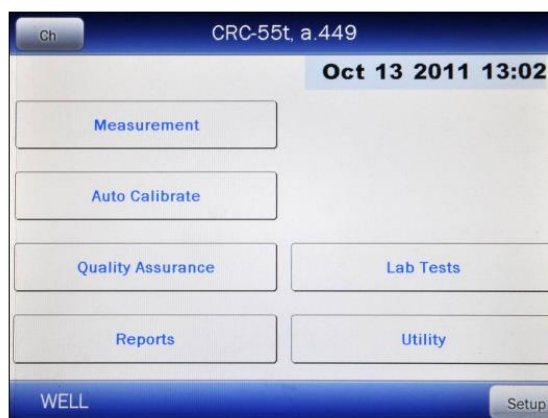 Ch
CRC-55t, a.449
Oct 13 2011 13:02
Measurement
Auto Calibrate
Quality Assurance
Lab Tests
Reports
Utility
WELL
Setup